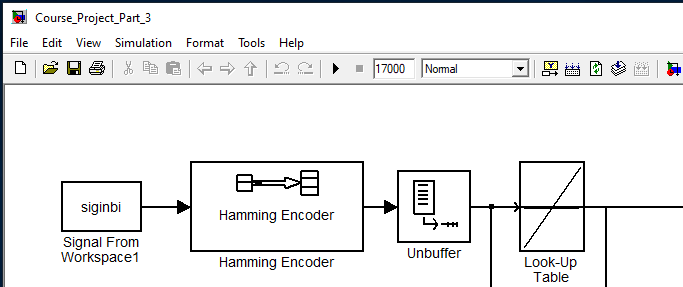 Course_Project_Part_3
File Edit View Simulation Format Tools Help
17000 Normal
siginbi
Hamming Encoder
Signal From
Workspace1
Hamming Encoder
Unbuffer
Look-Up
Table